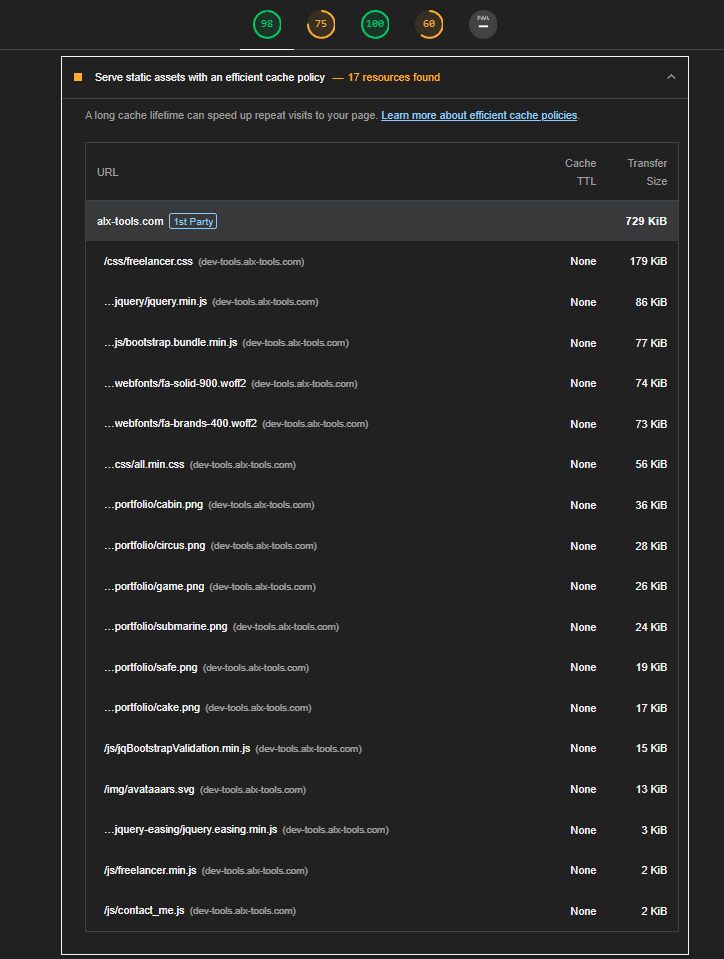 98 75 100 60 PWA
Serve static assets with an efficient cache policy — 17 resources found
A long cache lifetime can speed up repeat visits to your page. Learn more about efficient cache policies.
URL Cache TTL Transfer Size
alx-tools.com 1st Party 729 KiB
/css/freelancer.css (dev-tools.alx-tools.com) None 179 KiB
…jquery/jquery.min.js (dev-tools.alx-tools.com) None 86 KiB
…js/bootstrap.bundle.min.js (dev-tools.alx-tools.com) None 77 KiB
…webfonts/fa-solid-900.woff2 (dev-tools.alx-tools.com) None 74 KiB
…webfonts/fa-brands-400.woff2 (dev-tools.alx-tools.com) None 73 KiB
…css/all.min.css (dev-tools.alx-tools.com) None 56 KiB
…portfolio/cabin.png (dev-tools.alx-tools.com) None 36 KiB
…portfolio/circus.png (dev-tools.alx-tools.com) None 28 KiB
…portfolio/game.png (dev-tools.alx-tools.com) None 26 KiB
…portfolio/submarine.png (dev-tools.alx-tools.com) None 24 KiB
…portfolio/safe.png (dev-tools.alx-tools.com) None 19 KiB
…portfolio/cake.png (dev-tools.alx-tools.com) None 17 KiB
/js/jqBootstrapValidation.min.js (dev-tools.alx-tools.com) None 15 KiB
/img/avataaars.svg (dev-tools.alx-tools.com) None 13 KiB
…jquery-easing/jquery.easing.min.js (dev-tools.alx-tools.com) None 3 KiB
/js/freelancer.min.js (dev-tools.alx-tools.com) None 2 KiB
/js/contact_me.js (dev-tools.alx-tools.com) None 2 KiB